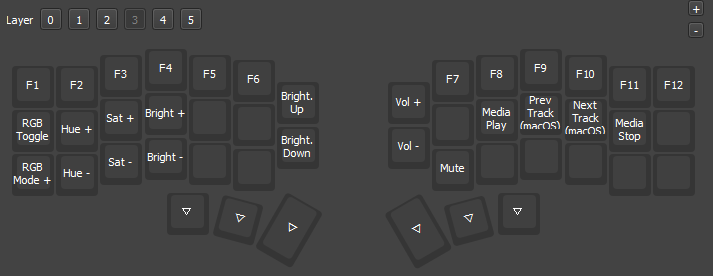 Layer 0 1 2 3 4 5 +
-
F1 F2 F3 F4 F5 F6 F7 F8 F9 F10 F11 F12
RGB
Toggle
Hue +
Sat +
Bright +
Bright.
Up
Vol +
Media
Play
Prev
Track
(macOS)
Next
Track
(macOS)
Media
Stop
RGB
Mode +
Hue -
Sat -
Bright -
Bright.
Down
Vol -
Mute